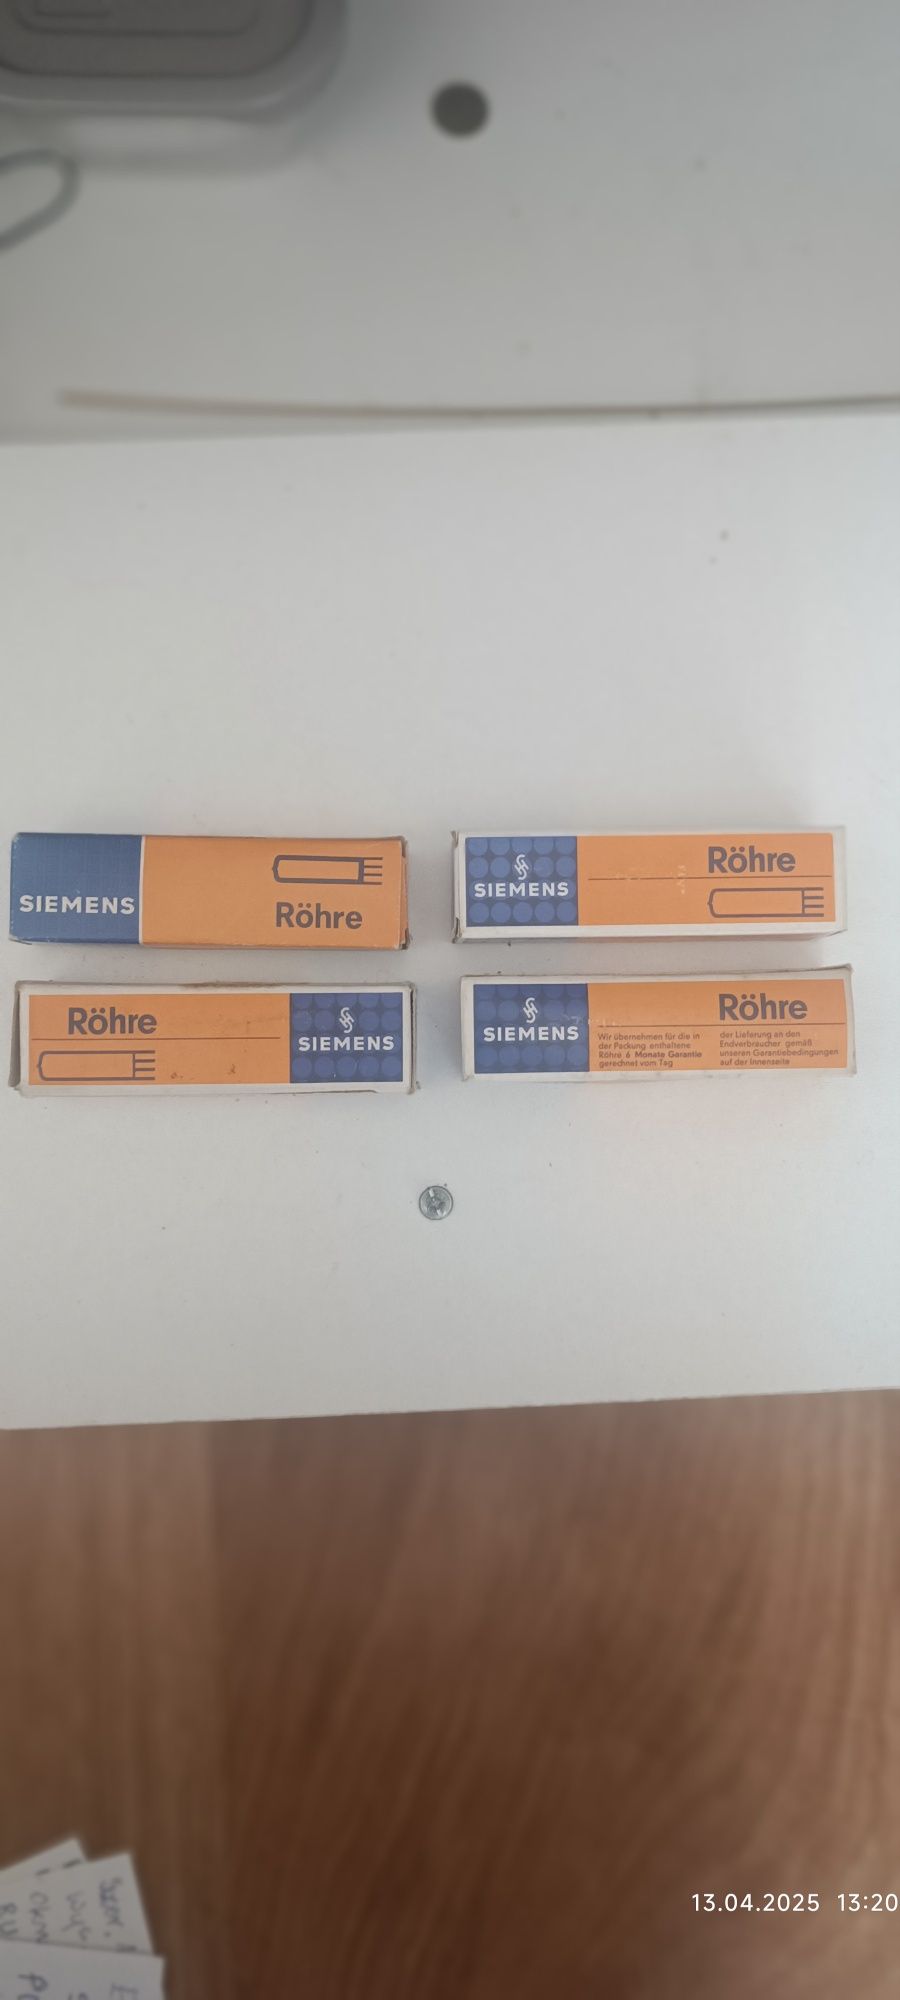 SIEMENS
Röhre
SIEMENS
Röhre
Röhre
SIEMENS
SIEMENS
Röhre
Wir übernehmen für die in
der Packung enthaltene
Röhre 6 Monate Garantie
gerechnet vom Tag
der Lieferung an den
Endverbraucher gemäß
unseren Garantiebedingungen
auf der Innenseite
13.04.2025 13:20